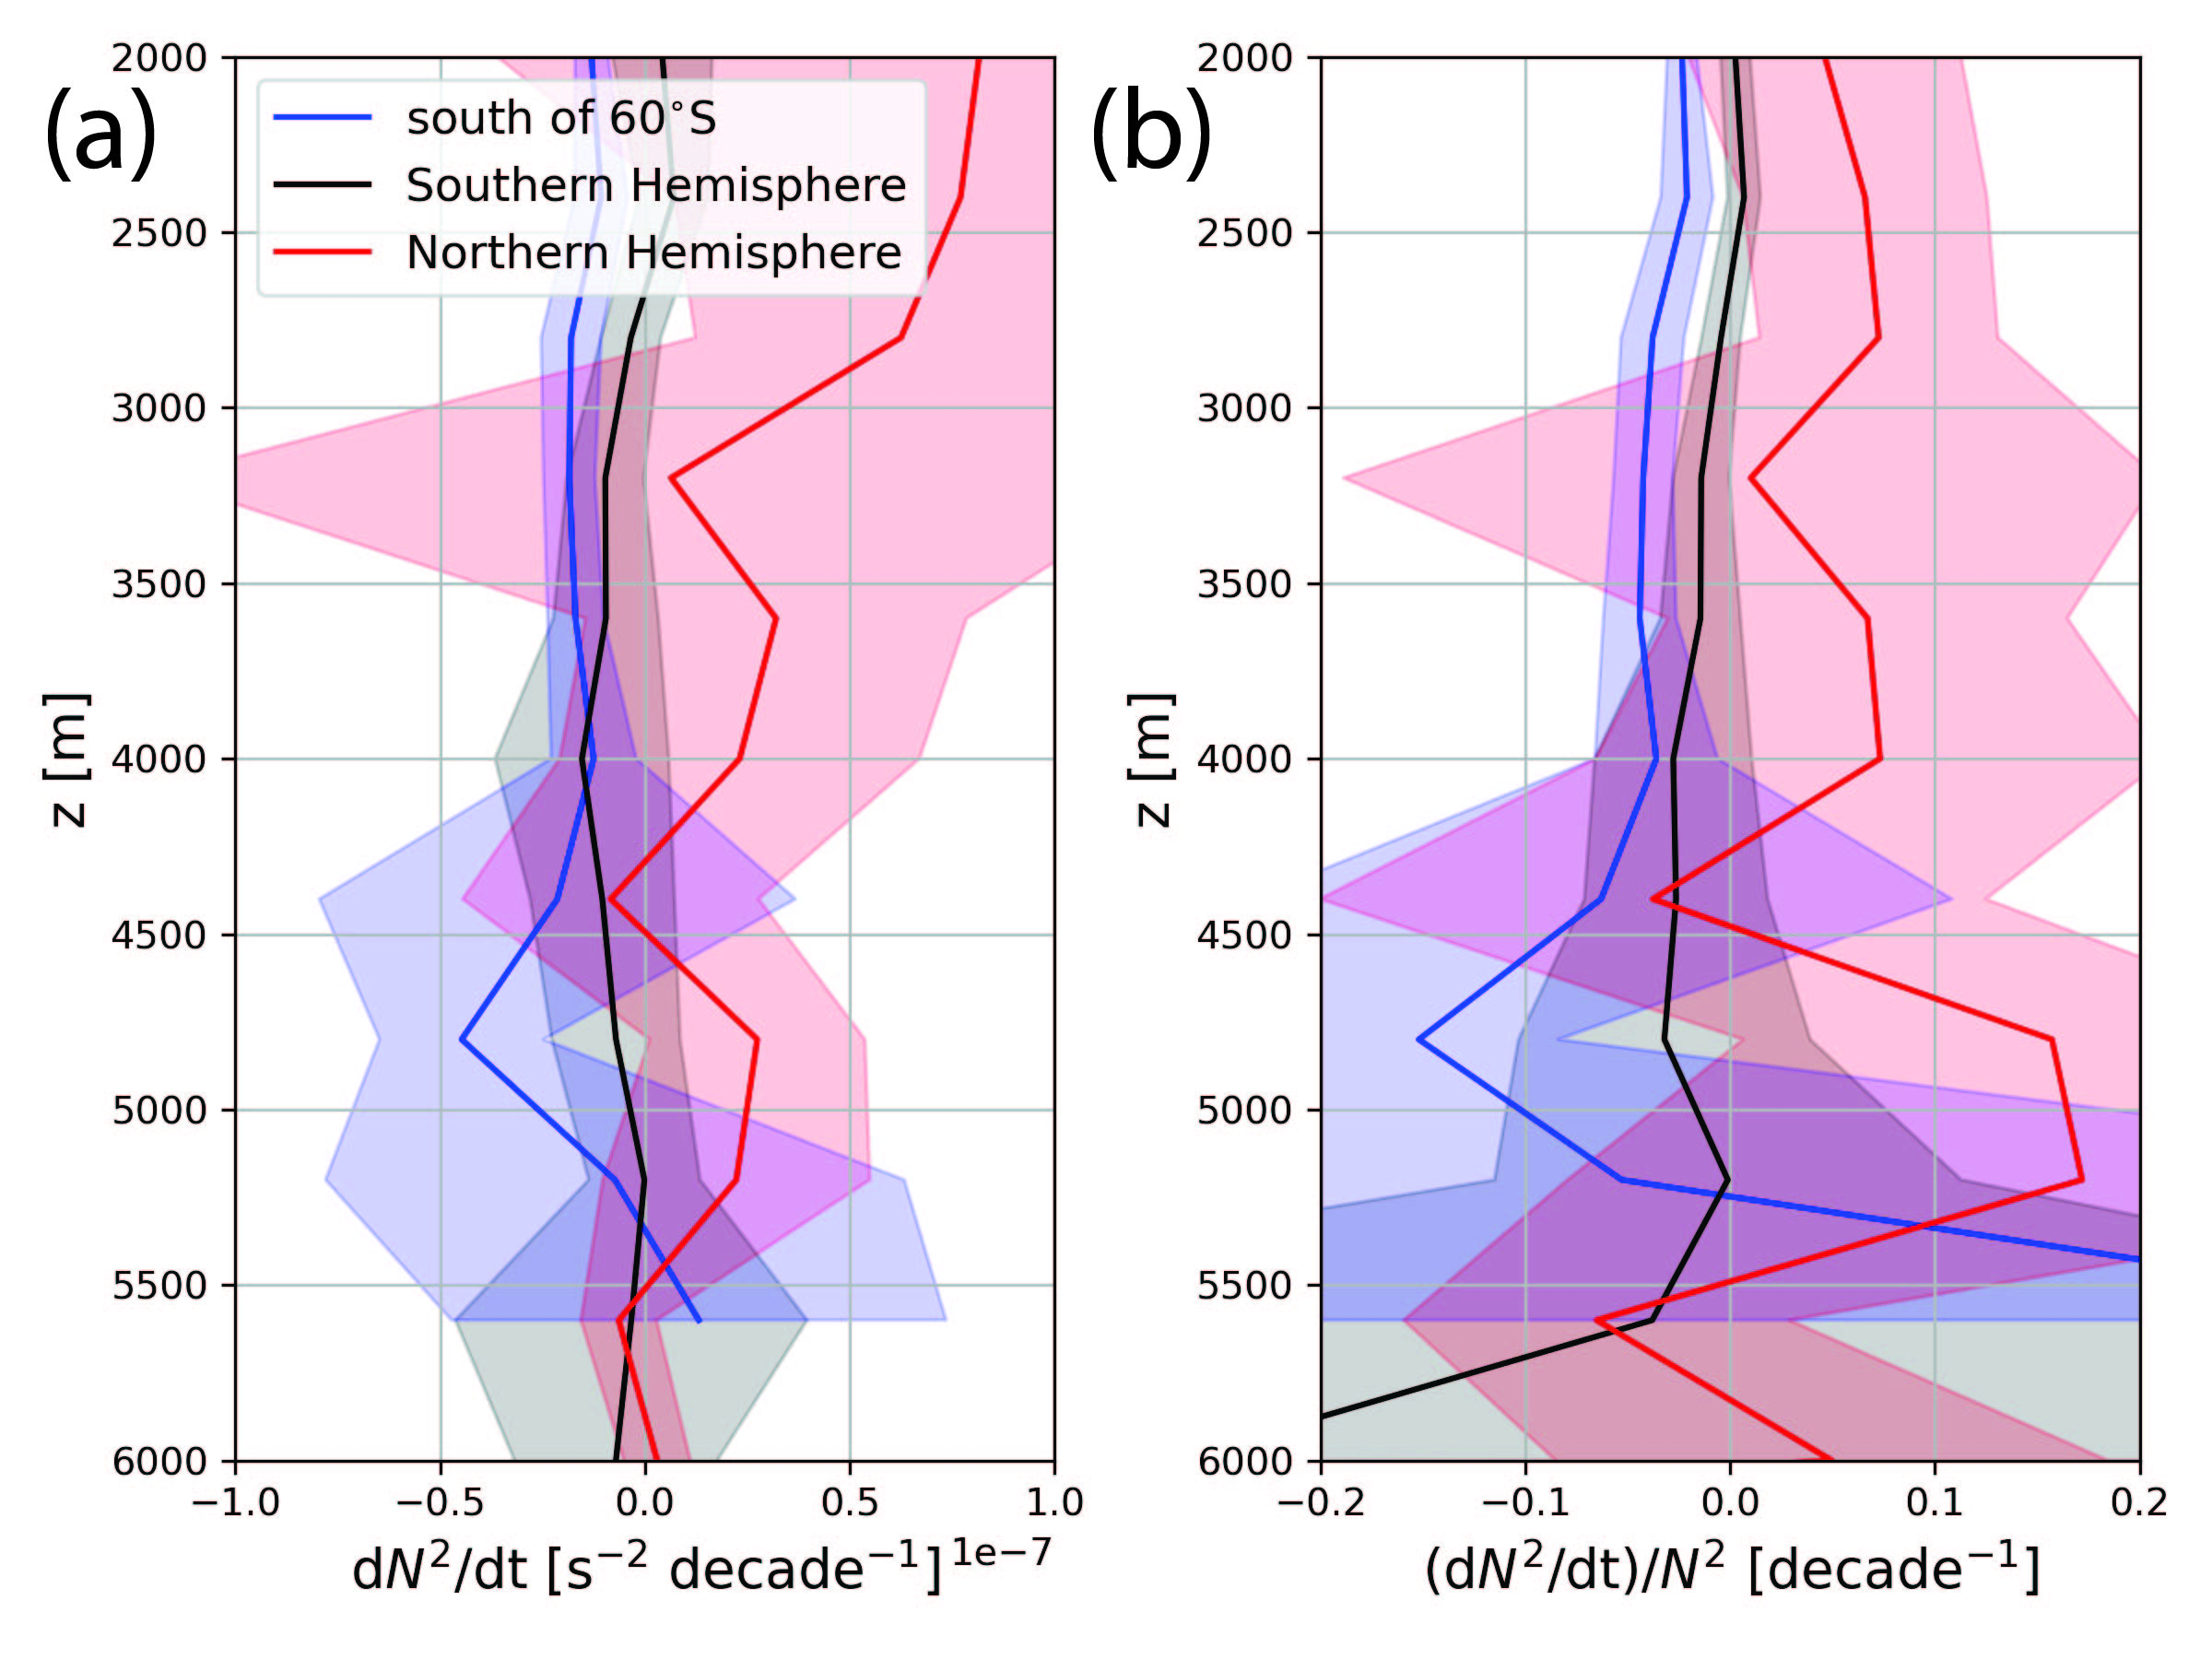 (a)
2000
2500
3000
3500
4000
4500
5000
5500
6000
z [m]
south of 60°S
Southern Hemisphere
Northern Hemisphere
−1.0 −0.5 0.0 0.5 1.0
dN²/dt [s⁻² decade⁻¹] 1e−7
(b)
2000
2500
3000
3500
4000
4500
5000
5500
6000
z [m]
−0.2 −0.1 0.0 0.1 0.2
(dN²/dt)/N² [decade⁻¹]